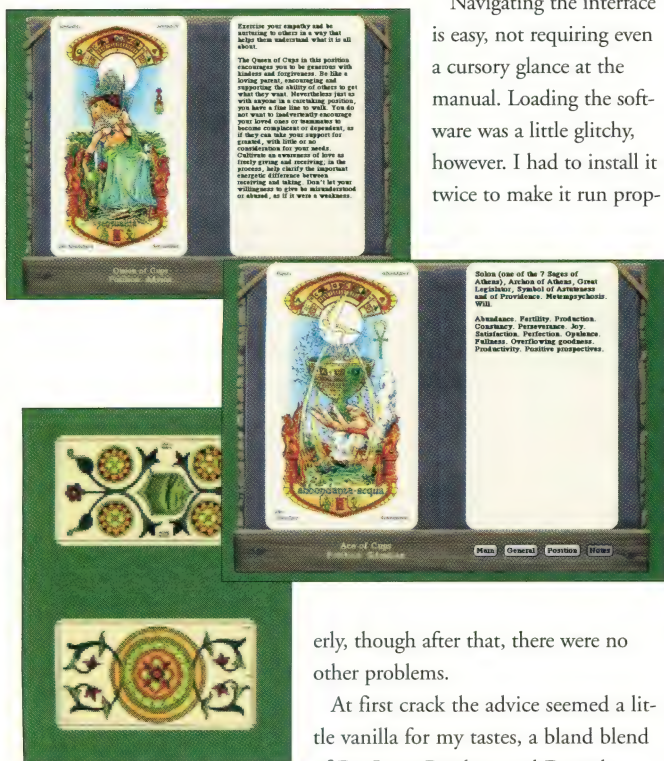 Exercise your empathy and be
nurturing to others in a way that
helps them understand what it is all
about.
The Queen of Cups in this position
encourages you to be generous with
kindness and forgiveness. Be like a
loving parent, encouraging and
supporting the ability of others to get
what they want. Nevertheless just as
with anyone in a caretaking position,
you have a fine line to walk. You do
not want to inadvertently encourage
your loved ones or teammates to
become complacent or dependent, as
if they can take your support for
granted, with little or no
consideration for your needs.
Cultivate an awareness of love as
freely giving and receiving, in the
process, help clarify the important
energetic difference between
receiving and taking. Don't let your
willingness to give be misunderstood
or abused, as if it were a weakness.
Queen of Cups
Position: Advice
Navigating the interface
is easy, not requiring even
a cursory glance at the
manual. Loading the soft-
ware was a little glitchy,
however. I had to install it
twice to make it run prop-
Solon (one of the 7 Sages of
Athens), Archon of Athens, Great
Legislator, Symbol of Astuteness
and of Providence. Metempsychosis.
Will.
Abundance. Fertility. Production.
Constancy. Perseverance. Joy.
Satisfaction. Perfection. Opulence.
Fullness. Overflowing goodness.
Productivity. Positive prospectives.
abbondanza-acqua
Ace of Cups
Position:
Main General Position Notes
erly, though after that, there were no
other problems.
At first crack the advice seemed a lit-
tle vanilla for my tastes, a bland blend